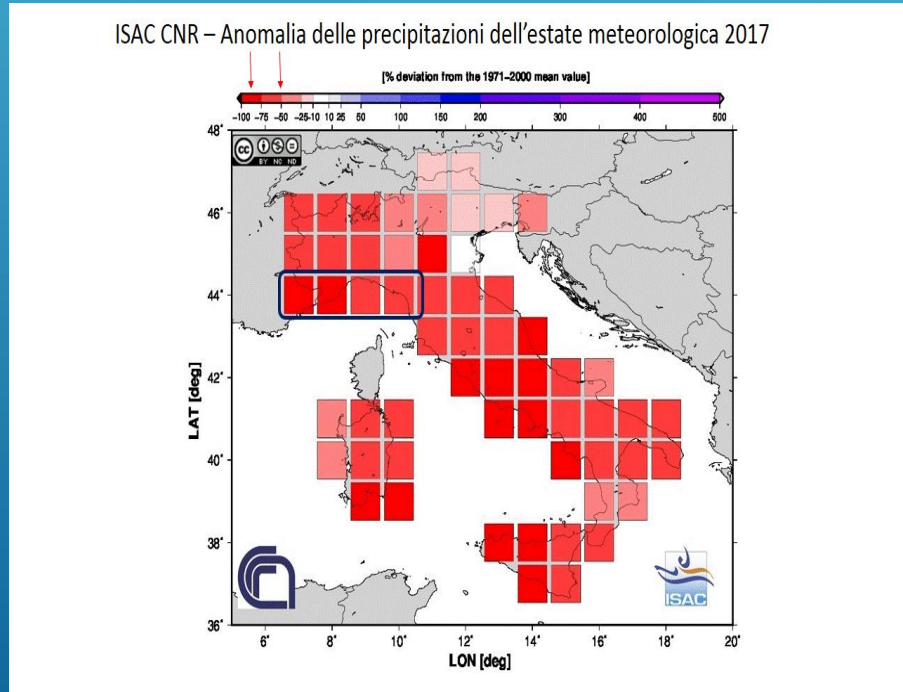 ISAC CNR – Anomalia delle precipitazioni dell'estate meteorologica 2017
[% deviation from the 1971–2000 mean value]
-100 -75 -50 -25 -10 10 25 50 100 150 200 300 400 500
cc BY NC ND
48°
46°
44°
42°
40°
38°
36°
LAT [deg]
ISAC
6° 8° 10° 12° 14° 16° 18° 20°
LON [deg]